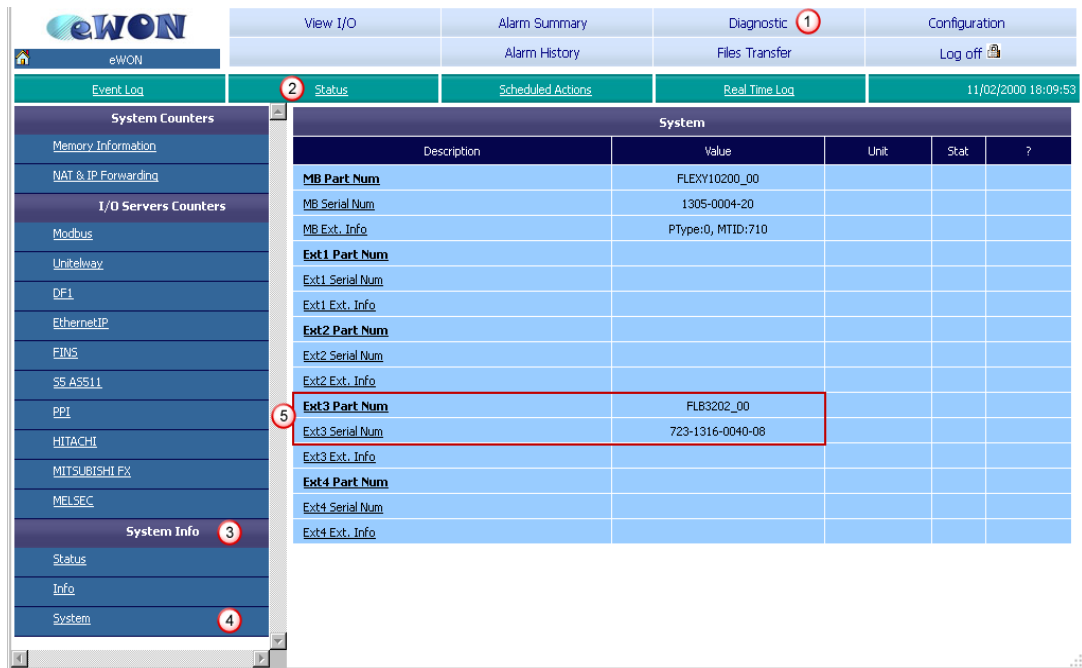 eWON
View I/O
Alarm Summary
Diagnostic 1
Configuration
eWON
Alarm History
Files Transfer
Log off
Event Log
2 Status
Scheduled Actions
Real Time Log
11/02/2000 18:09:53
System Counters
Memory Information
NAT & IP Forwarding
I/O Servers Counters
Modbus
Unitelway
DF1
EthernetIP
FINS
S5 AS511
PPI
HITACHI
MITSUBISHI FX
MELSEC
System Info 3
Status
Info
System 4
System
Description Value Unit Stat ?
MB Part Num FLEXY10200_00
MB Serial Num 1305-0004-20
MB Ext. Info PType:0, MTID:710
Ext1 Part Num
Ext1 Serial Num
Ext1 Ext. Info
Ext2 Part Num
Ext2 Serial Num
Ext2 Ext. Info
5 Ext3 Part Num FLB3202_00
Ext3 Serial Num 723-1316-0040-08
Ext3 Ext. Info
Ext4 Part Num
Ext4 Serial Num
Ext4 Ext. Info